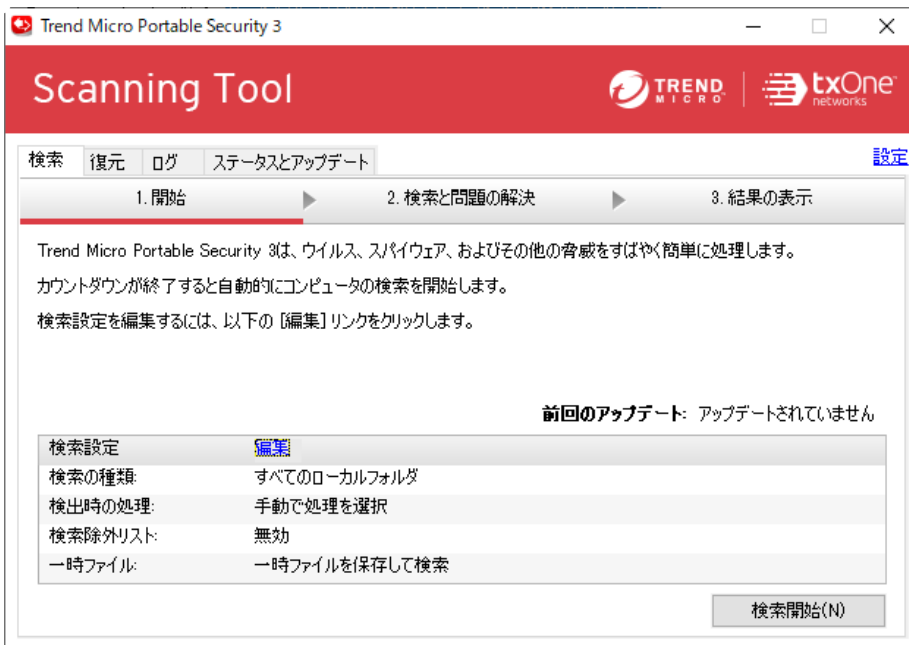 Trend Micro Portable Security 3
Scanning Tool
TREND MICRO
txOne networks
検索 復元 ログ ステータスとアップデート 設定
1. 開始 2. 検索と問題の解決 3. 結果の表示
Trend Micro Portable Security 3は、ウイルス、スパイウェア、およびその他の脅威をすばやく簡単に処理します。
カウントダウンが終了すると自動的にコンピュータの検索を開始します。
検索設定を編集するには、以下の [編集] リンクをクリックします。
前回のアップデート: アップデートされていません
検索設定 編集
検索の種類: すべてのローカルフォルダ
検出時の処理: 手動で処理を選択
検索除外リスト: 無効
一時ファイル: 一時ファイルを保存して検索
検索開始(N)